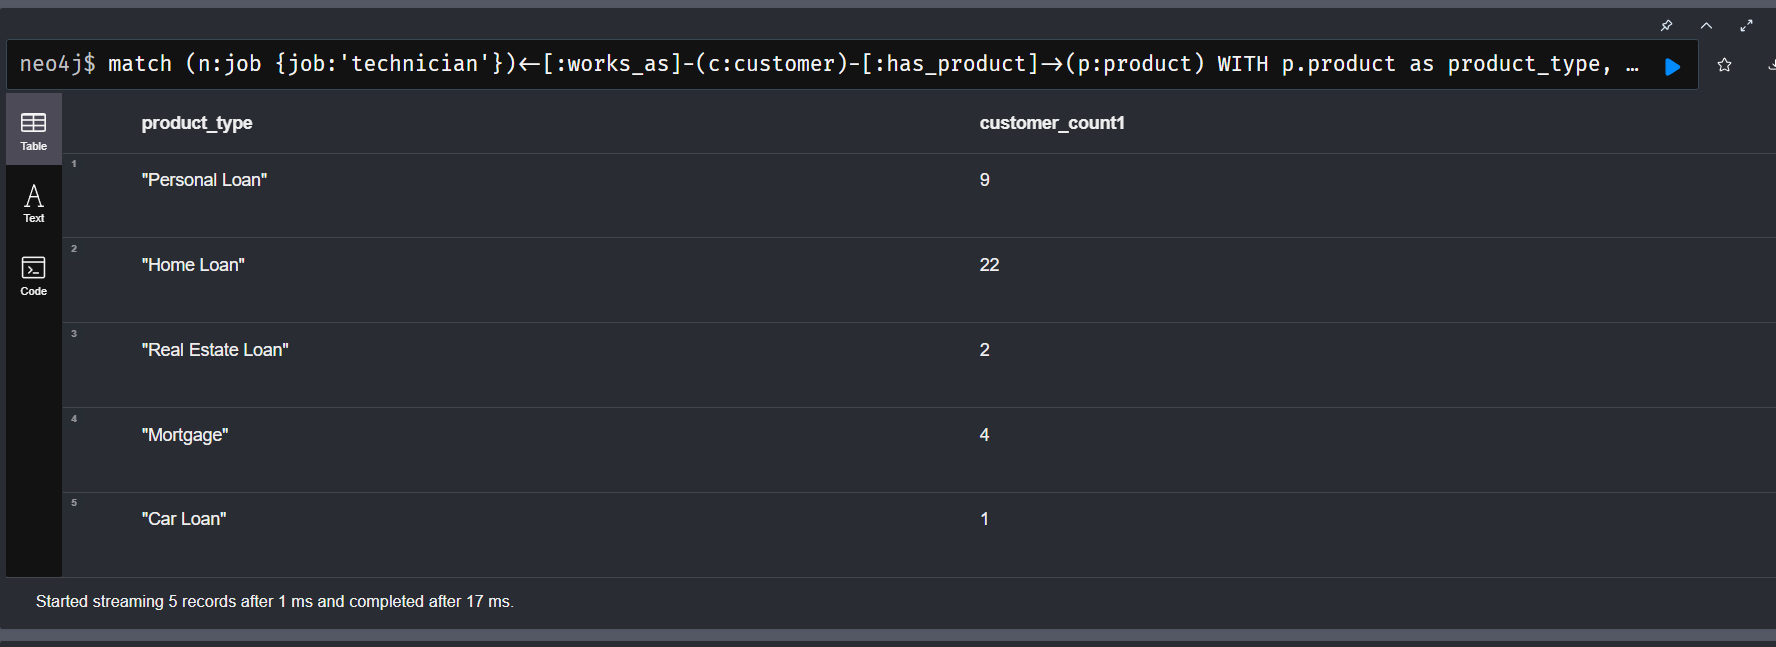 neo4j$ match (n:job {job:'technician'})<-[:works_as]-(c:customer)-[:has_product]->(p:product) WITH p.product as product_type, …
Table
Text
Code
product_type customer_count1
1 "Personal Loan" 9
2 "Home Loan" 22
3 "Real Estate Loan" 2
4 "Mortgage" 4
5 "Car Loan" 1
Started streaming 5 records after 1 ms and completed after 17 ms.